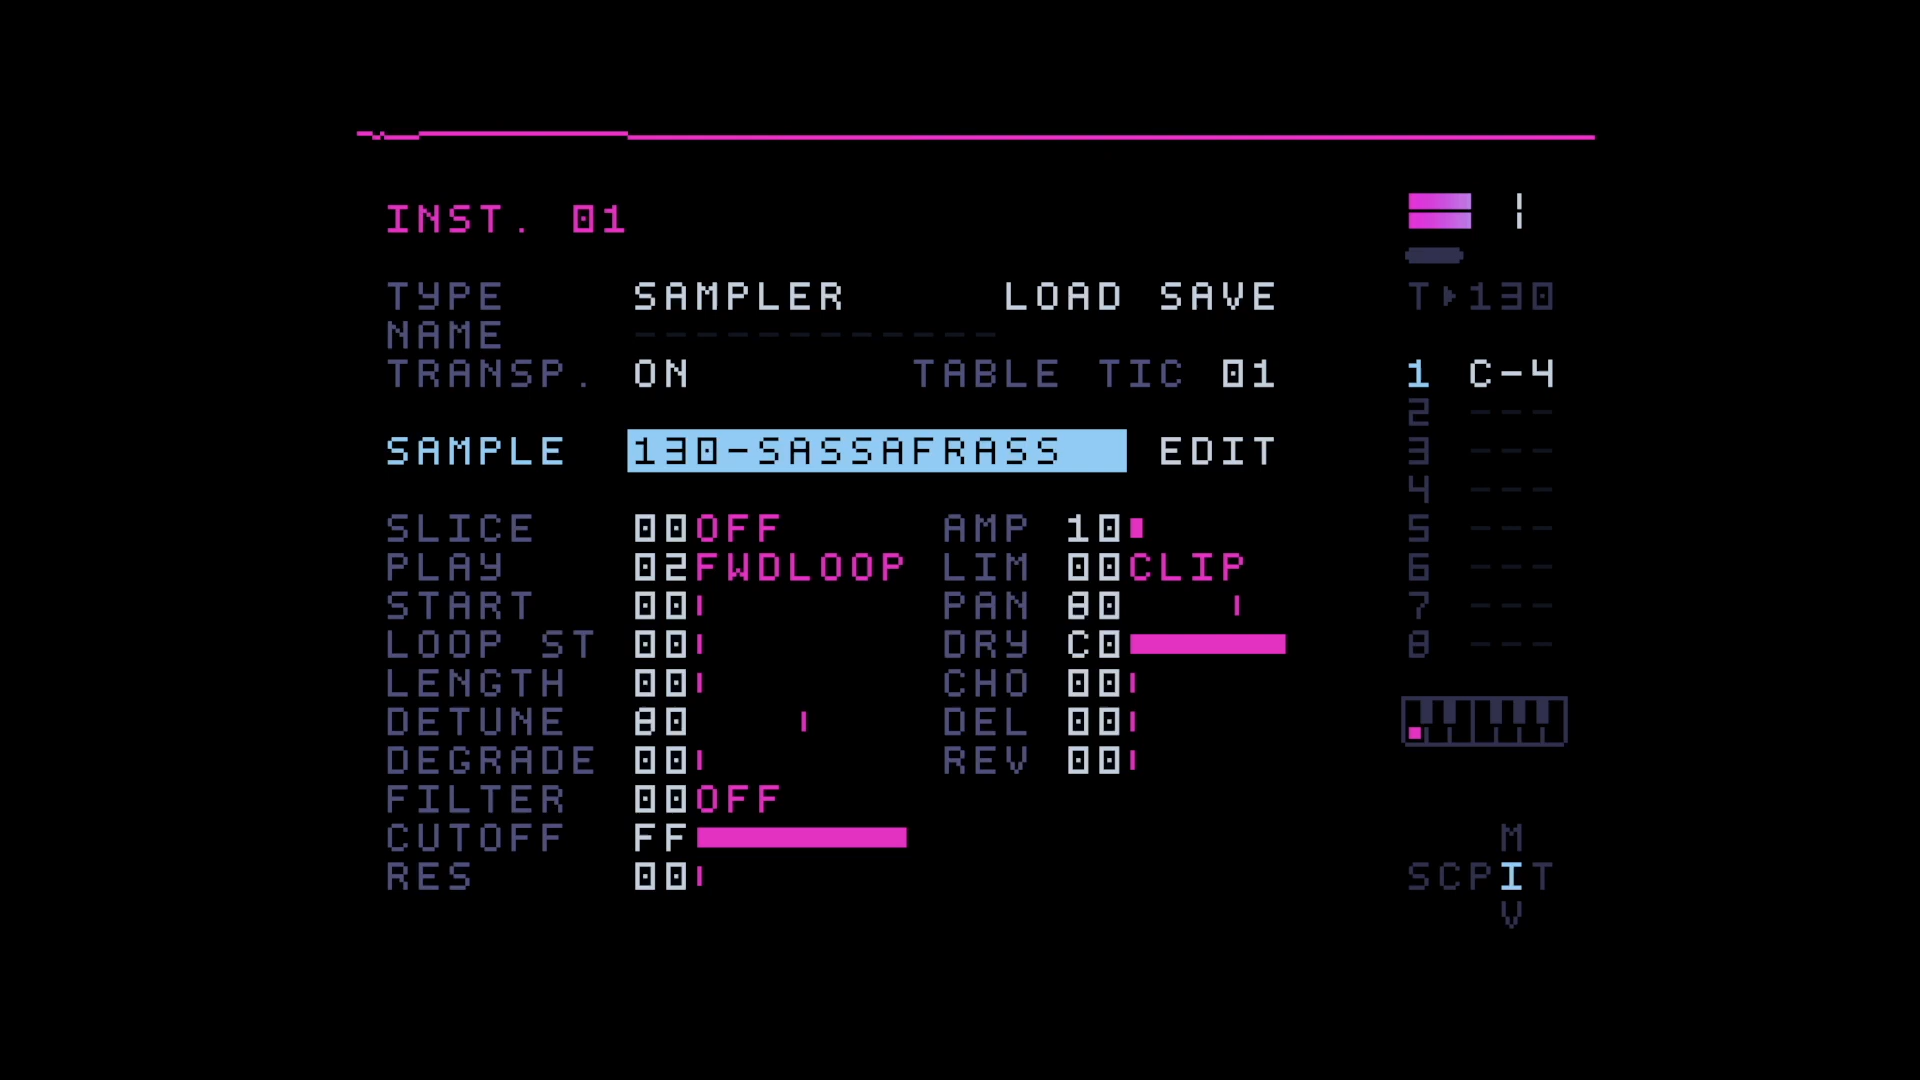 INST. 01
TYPE SAMPLER LOAD SAVE T▸130
NAME ------------
TRANSP. ON TABLE TIC 01 1 C-4
2 ---
SAMPLE 130-SASSAFRASS EDIT 3 ---
4 ---
SLICE 00OFF AMP 10 5 ---
PLAY 02FWDLOOP LIM 00CLIP 6 ---
START 00 PAN 80 7 ---
LOOP ST 00 DRY C0 8 ---
LENGTH 00 CHO 00
DETUNE 80 DEL 00
DEGRADE 00 REV 00
FILTER 00OFF
CUTOFF FF M
RES 00 SCPIT
V